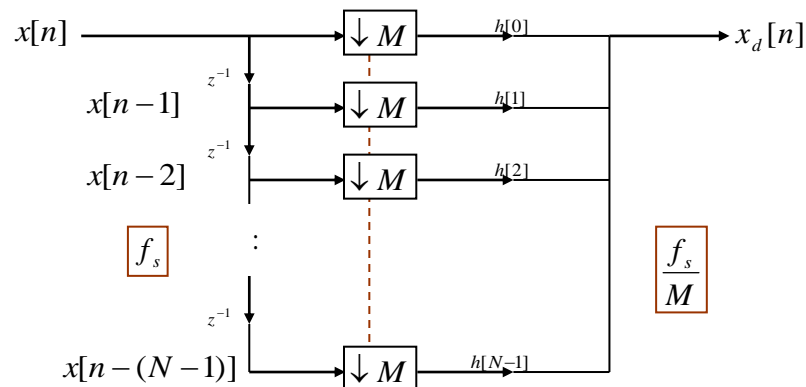 x[n] ↓ M h[0] x_d[n]
z^{-1}
x[n−1] ↓ M h[1]
z^{-1}
x[n−2] ↓ M h[2]
f_s : f_s/M
z^{-1}
x[n−(N−1)] ↓ M h[N−1]